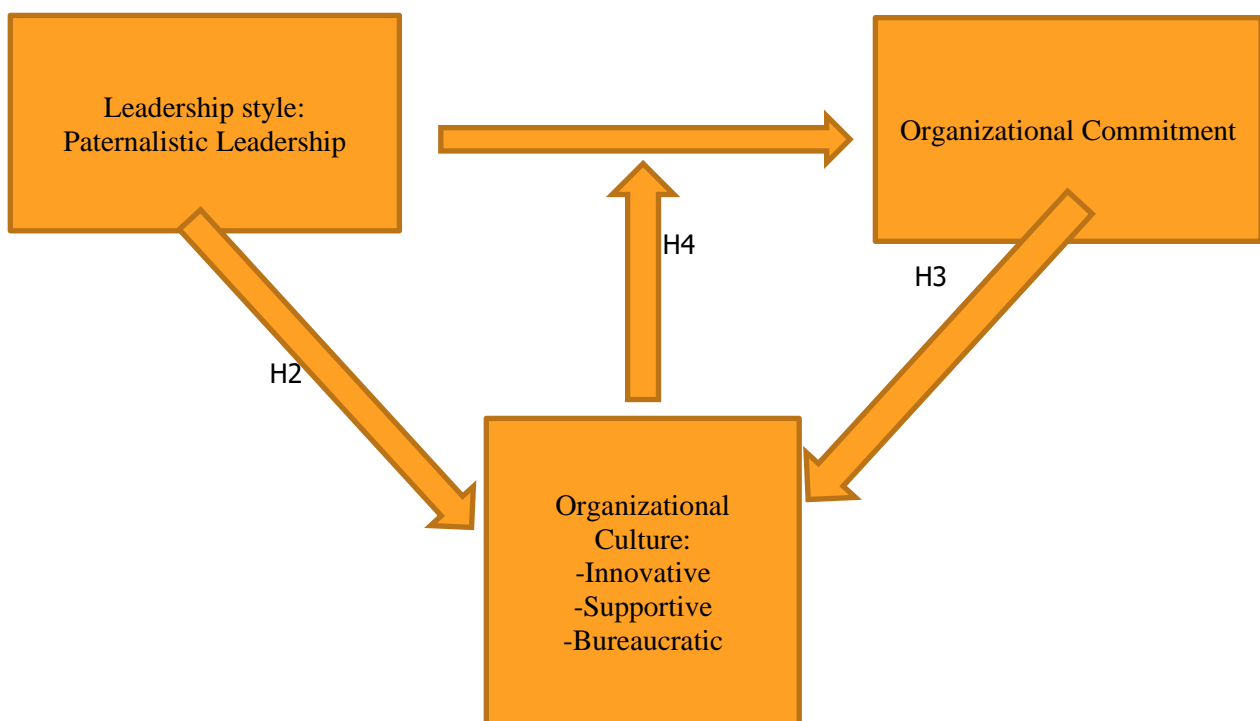 Leadership style:
Paternalistic Leadership
Organizational Commitment
H4
H3
H2
Organizational
Culture:
-Innovative
-Supportive
-Bureaucratic